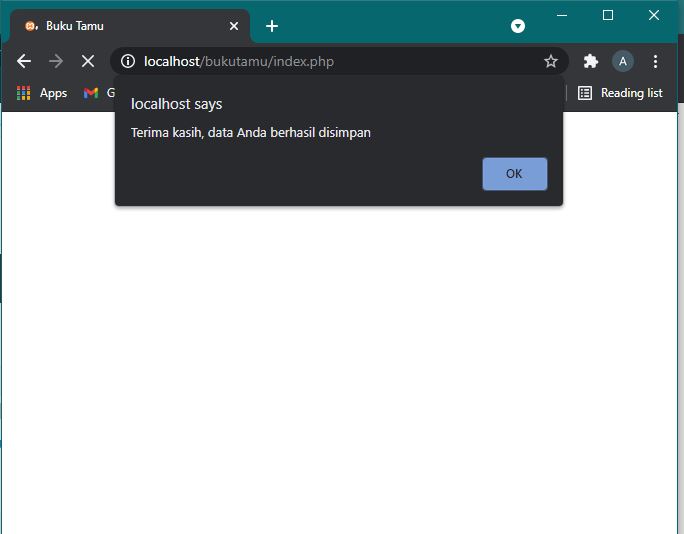 Buku Tamu
localhost/bukutamu/index.php
A
Apps
G
Reading list
localhost says
Terima kasih, data Anda berhasil disimpan
OK